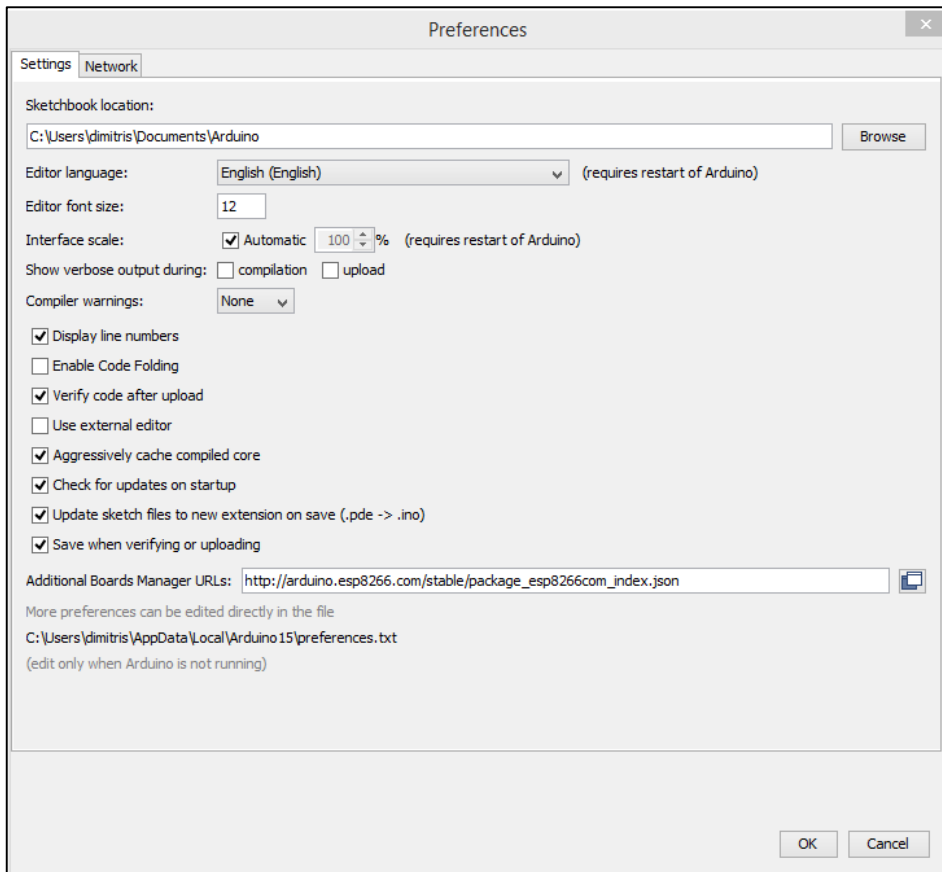 Preferences
Settings Network
Sketchbook location:
C:\Users\dimitris\Documents\Arduino Browse
Editor language: English (English) (requires restart of Arduino)
Editor font size: 12
Interface scale: Automatic 100 % (requires restart of Arduino)
Show verbose output during: compilation upload
Compiler warnings: None
Display line numbers
Enable Code Folding
Verify code after upload
Use external editor
Aggressively cache compiled core
Check for updates on startup
Update sketch files to new extension on save (.pde -> .ino)
Save when verifying or uploading
Additional Boards Manager URLs: http://arduino.esp8266.com/stable/package_esp8266com_index.json
More preferences can be edited directly in the file
C:\Users\dimitris\AppData\Local\Arduino15\preferences.txt
(edit only when Arduino is not running)
OK Cancel